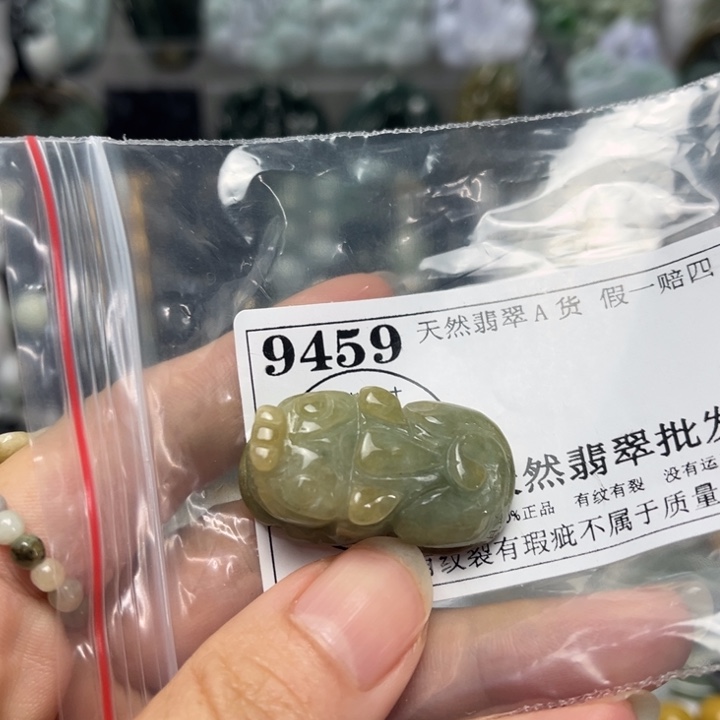 9459
天然翡翠A货 假一赔四
然翡翠批发
%正品 有纹有裂 没有运
纹裂有瑕疵不属于质量